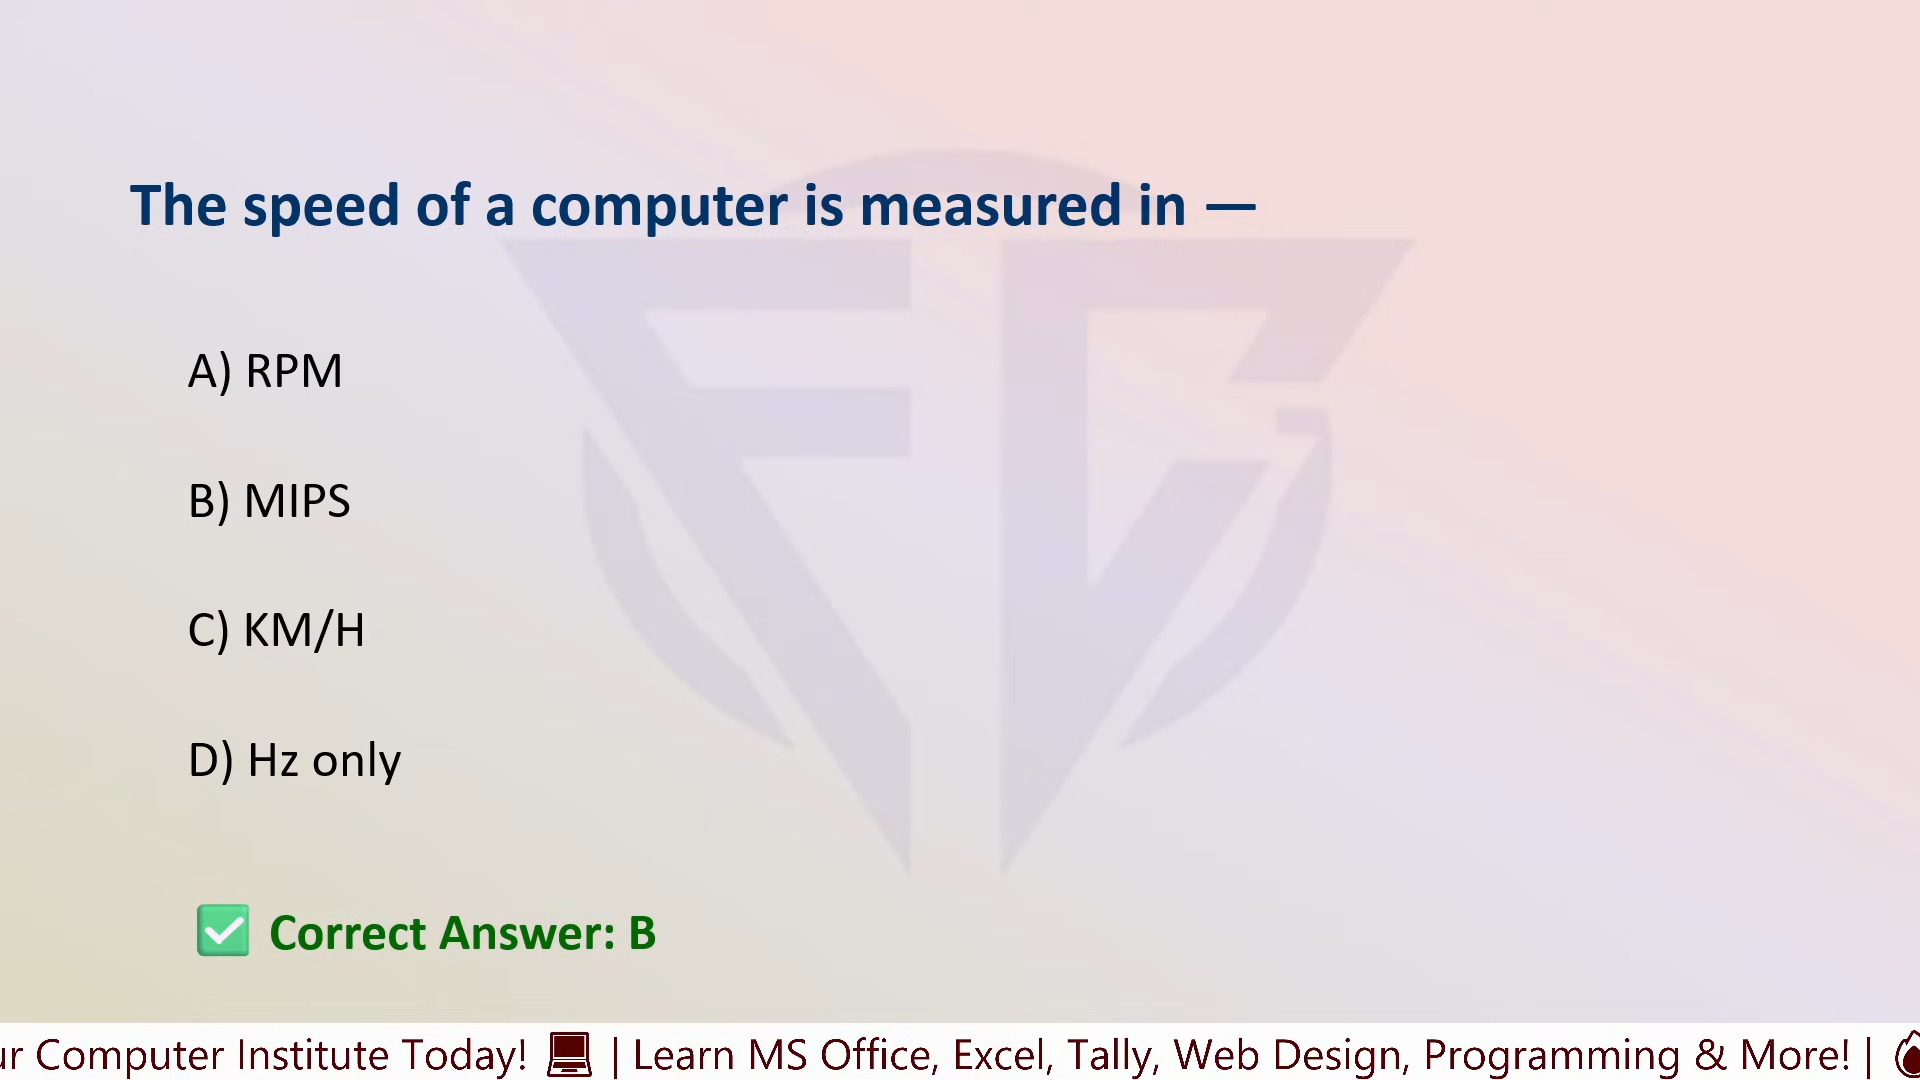 The speed of a computer is measured in —
A) RPM
B) MIPS
C) KM/H
D) Hz only
✅ Correct Answer: B
ur Computer Institute Today! 💻 | Learn MS Office, Excel, Tally, Web Design, Programming & More! | 🔥